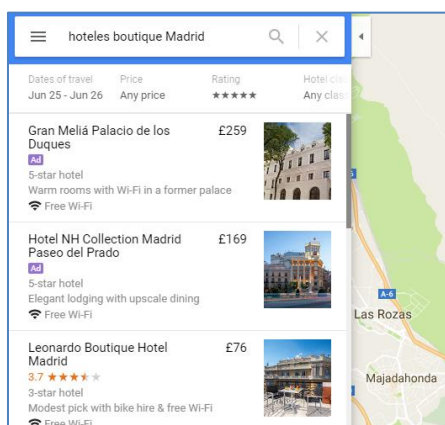 hoteles boutique Madrid
Dates of travel Price Rating Hotel clas
Jun 25 - Jun 26 Any price ★★★★★ Any class
Gran Meliá Palacio de los £259
Duques
Ad
5-star hotel
Warm rooms with Wi-Fi in a former palace
Free Wi-Fi
Hotel NH Collection Madrid £169
Paseo del Prado
Ad
5-star hotel
Elegant lodging with upscale dining
Free Wi-Fi
Leonardo Boutique Hotel £76
Madrid
3.7 ★★★★★
3-star hotel
Modest pick with bike hire & free Wi-Fi
Free Wi-Fi
A-6
Las Rozas
Majadahonda